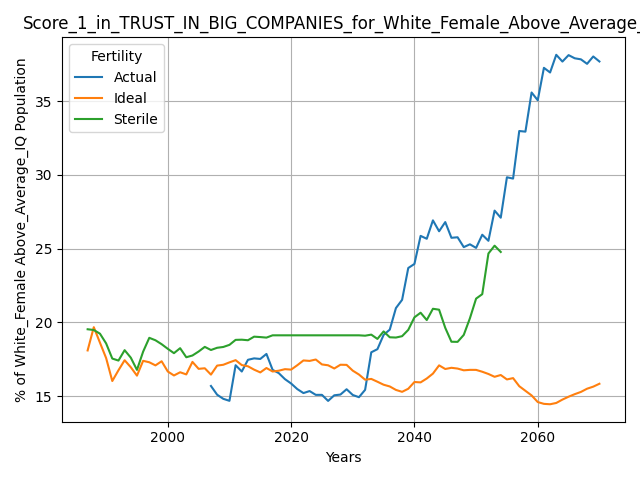 Score_1_in_TRUST_IN_BIG_COMPANIES_for_White_Female_Above_Average_
Fertility
Actual
Ideal
Sterile
% of White_Female Above_Average_IQ Population
35
30
25
20
15
2000
2020
2040
2060
Years